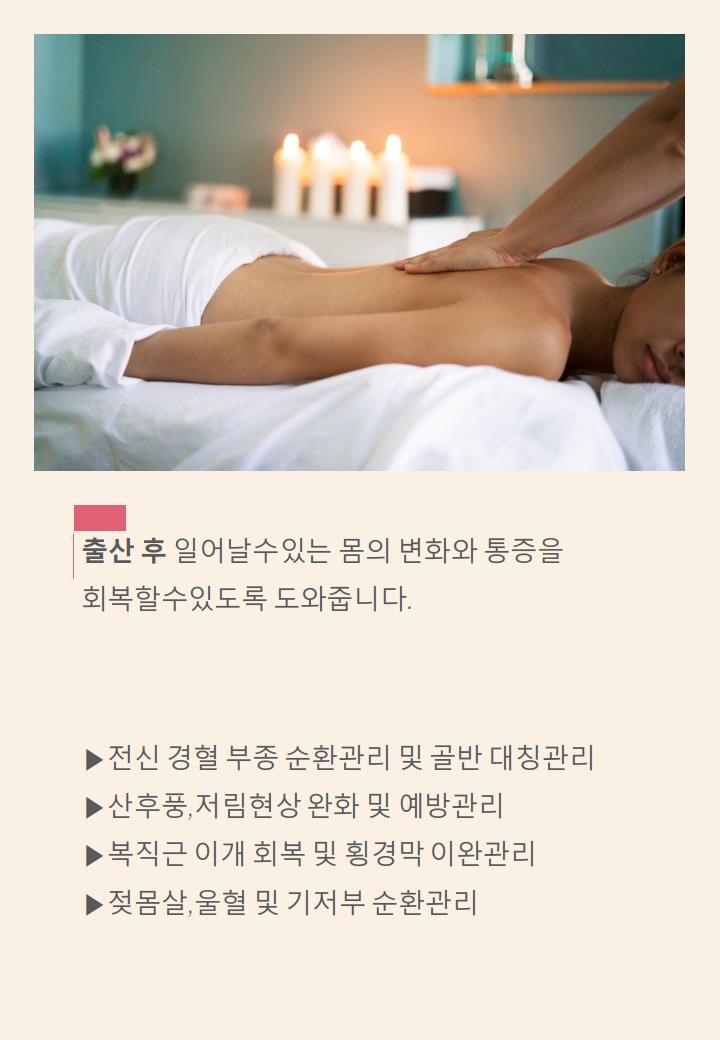 출산 후 일어날수있는 몸의 변화와 통증을
회복할수있도록 도와줍니다.
▶전신 경혈 부종 순환관리 및 골반 대칭관리
▶산후풍,저림현상 완화 및 예방관리
▶복직근 이개 회복 및 횡경막 이완관리
▶젖몸살,울혈 및 기저부 순환관리